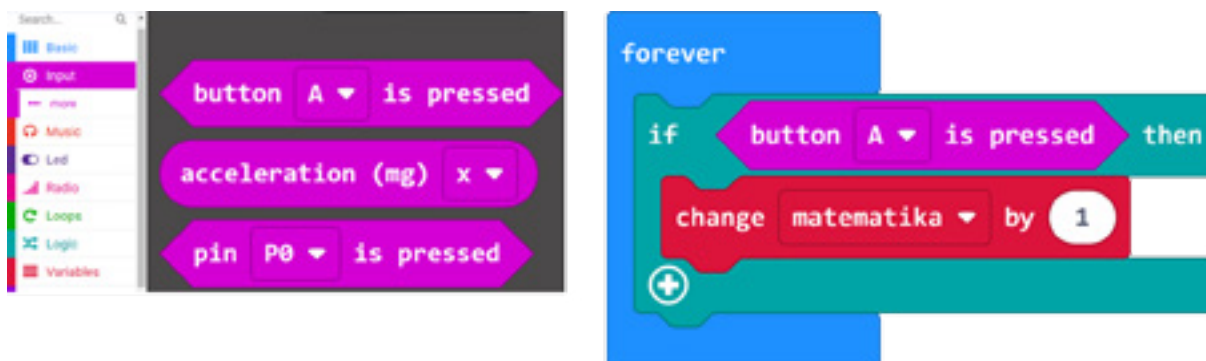 Search...
Basic
Input
more
Music
Led
Radio
Loops
Logic
Variables
button A is pressed
acceleration (mg) x
pin P0 is pressed
forever
if button A is pressed then
change matematika by 1